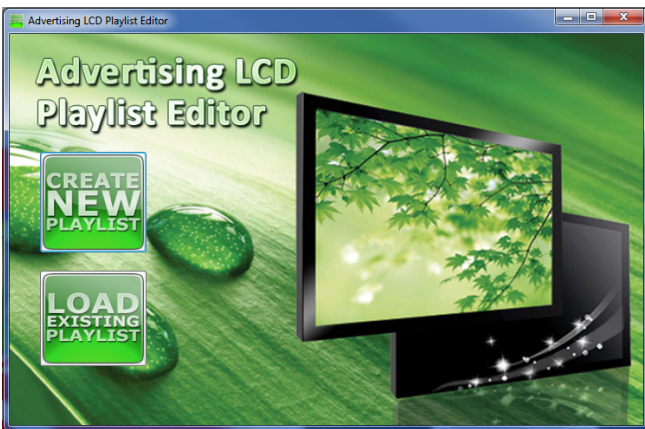 Advertising LCD Playlist Editor
Advertising LCD
Playlist Editor
CREATE
NEW
PLAYLIST
LOAD
EXISTING
PLAYLIST